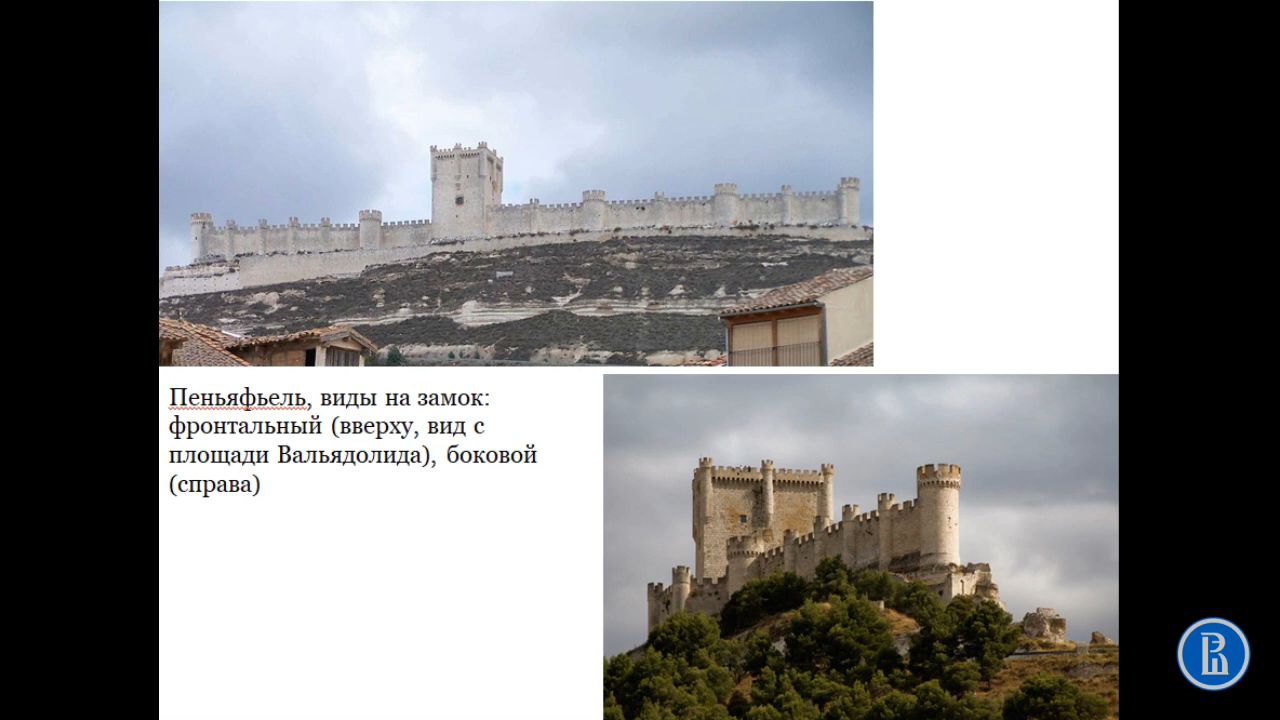 Пеньяфьель, виды на замок:
фронтальный (вверху, вид с
площади Вальядолида), боковой
(справа)